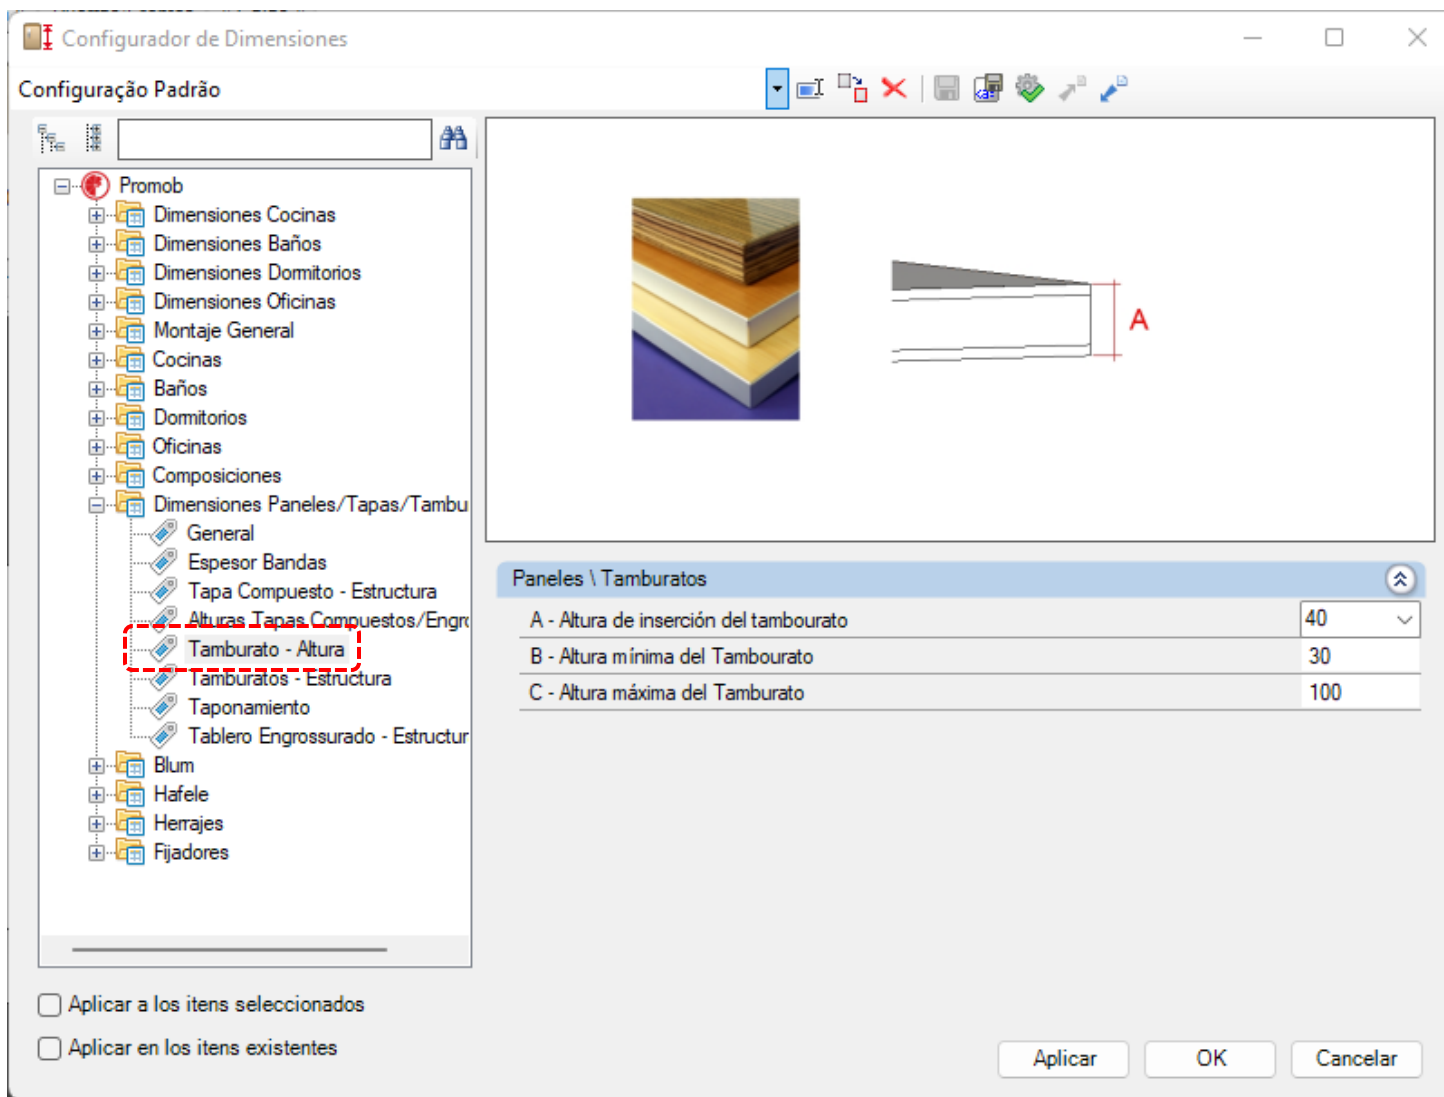 Configurador de Dimensiones
Configuração Padrão
Promob
Dimensiones Cocinas
Dimensiones Baños
Dimensiones Dormitorios
Dimensiones Oficinas
Montaje General
Cocinas
Baños
Dormitorios
Oficinas
Composiciones
Dimensiones Paneles/Tapas/Tambu
General
Espesor Bandas
Tapa Compuesto - Estructura
Alturas Tapas Compuestos/Engro
Tamburato - Altura
Tamburatos - Estructura
Taponamiento
Tablero Engrossurado - Estructur
Blum
Hafele
Herrajes
Fijadores
A
Paneles \ Tamburatos
A - Altura de inserción del tambourato 40
B - Altura mínima del Tambourato 30
C - Altura máxima del Tamburato 100
Aplicar a los itens seleccionados
Aplicar en los itens existentes
Aplicar OK Cancelar